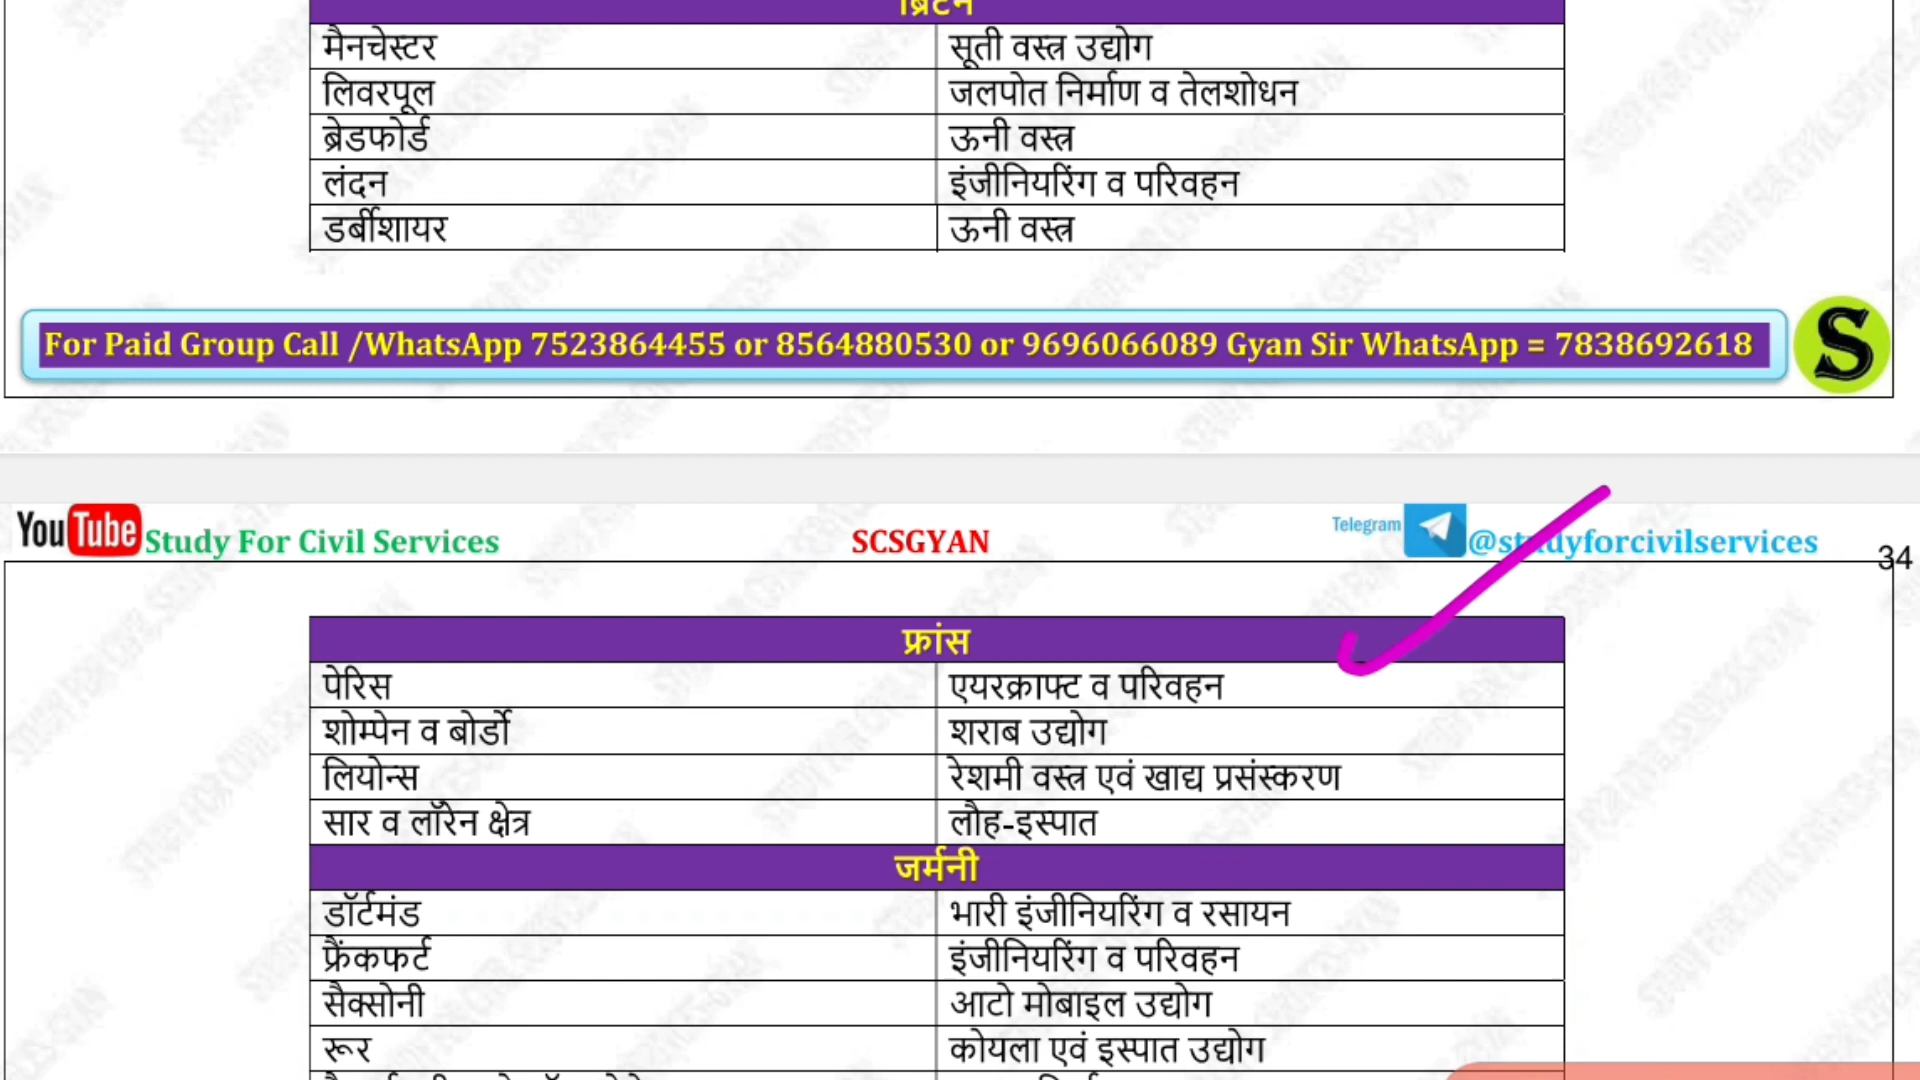 ब्रिटेन
मैनचेस्टर सूती वस्त्र उद्योग
लिवरपूल जलपोत निर्माण व तेलशोधन
ब्रेडफोर्ड ऊनी वस्त्र
लंदन इंजीनियरिंग व परिवहन
डर्बीशायर ऊनी वस्त्र
For Paid Group Call /WhatsApp 7523864455 or 8564880530 or 9696066089 Gyan Sir WhatsApp = 7838692618 S
YouTube Study For Civil Services SCSGYAN Telegram @studyforcivilservices 34
फ्रांस
पेरिस एयरक्राफ्ट व परिवहन
शोम्पेन व बोर्डो शराब उद्योग
लियोन्स रेशमी वस्त्र एवं खाद्य प्रसंस्करण
सार व लॉरेन क्षेत्र लौह-इस्पात
जर्मनी
डॉर्टमंड भारी इंजीनियरिंग व रसायन
फ्रैंकफर्ट इंजीनियरिंग व परिवहन
सैक्सोनी आटो मोबाइल उद्योग
रूर कोयला एवं इस्पात उद्योग